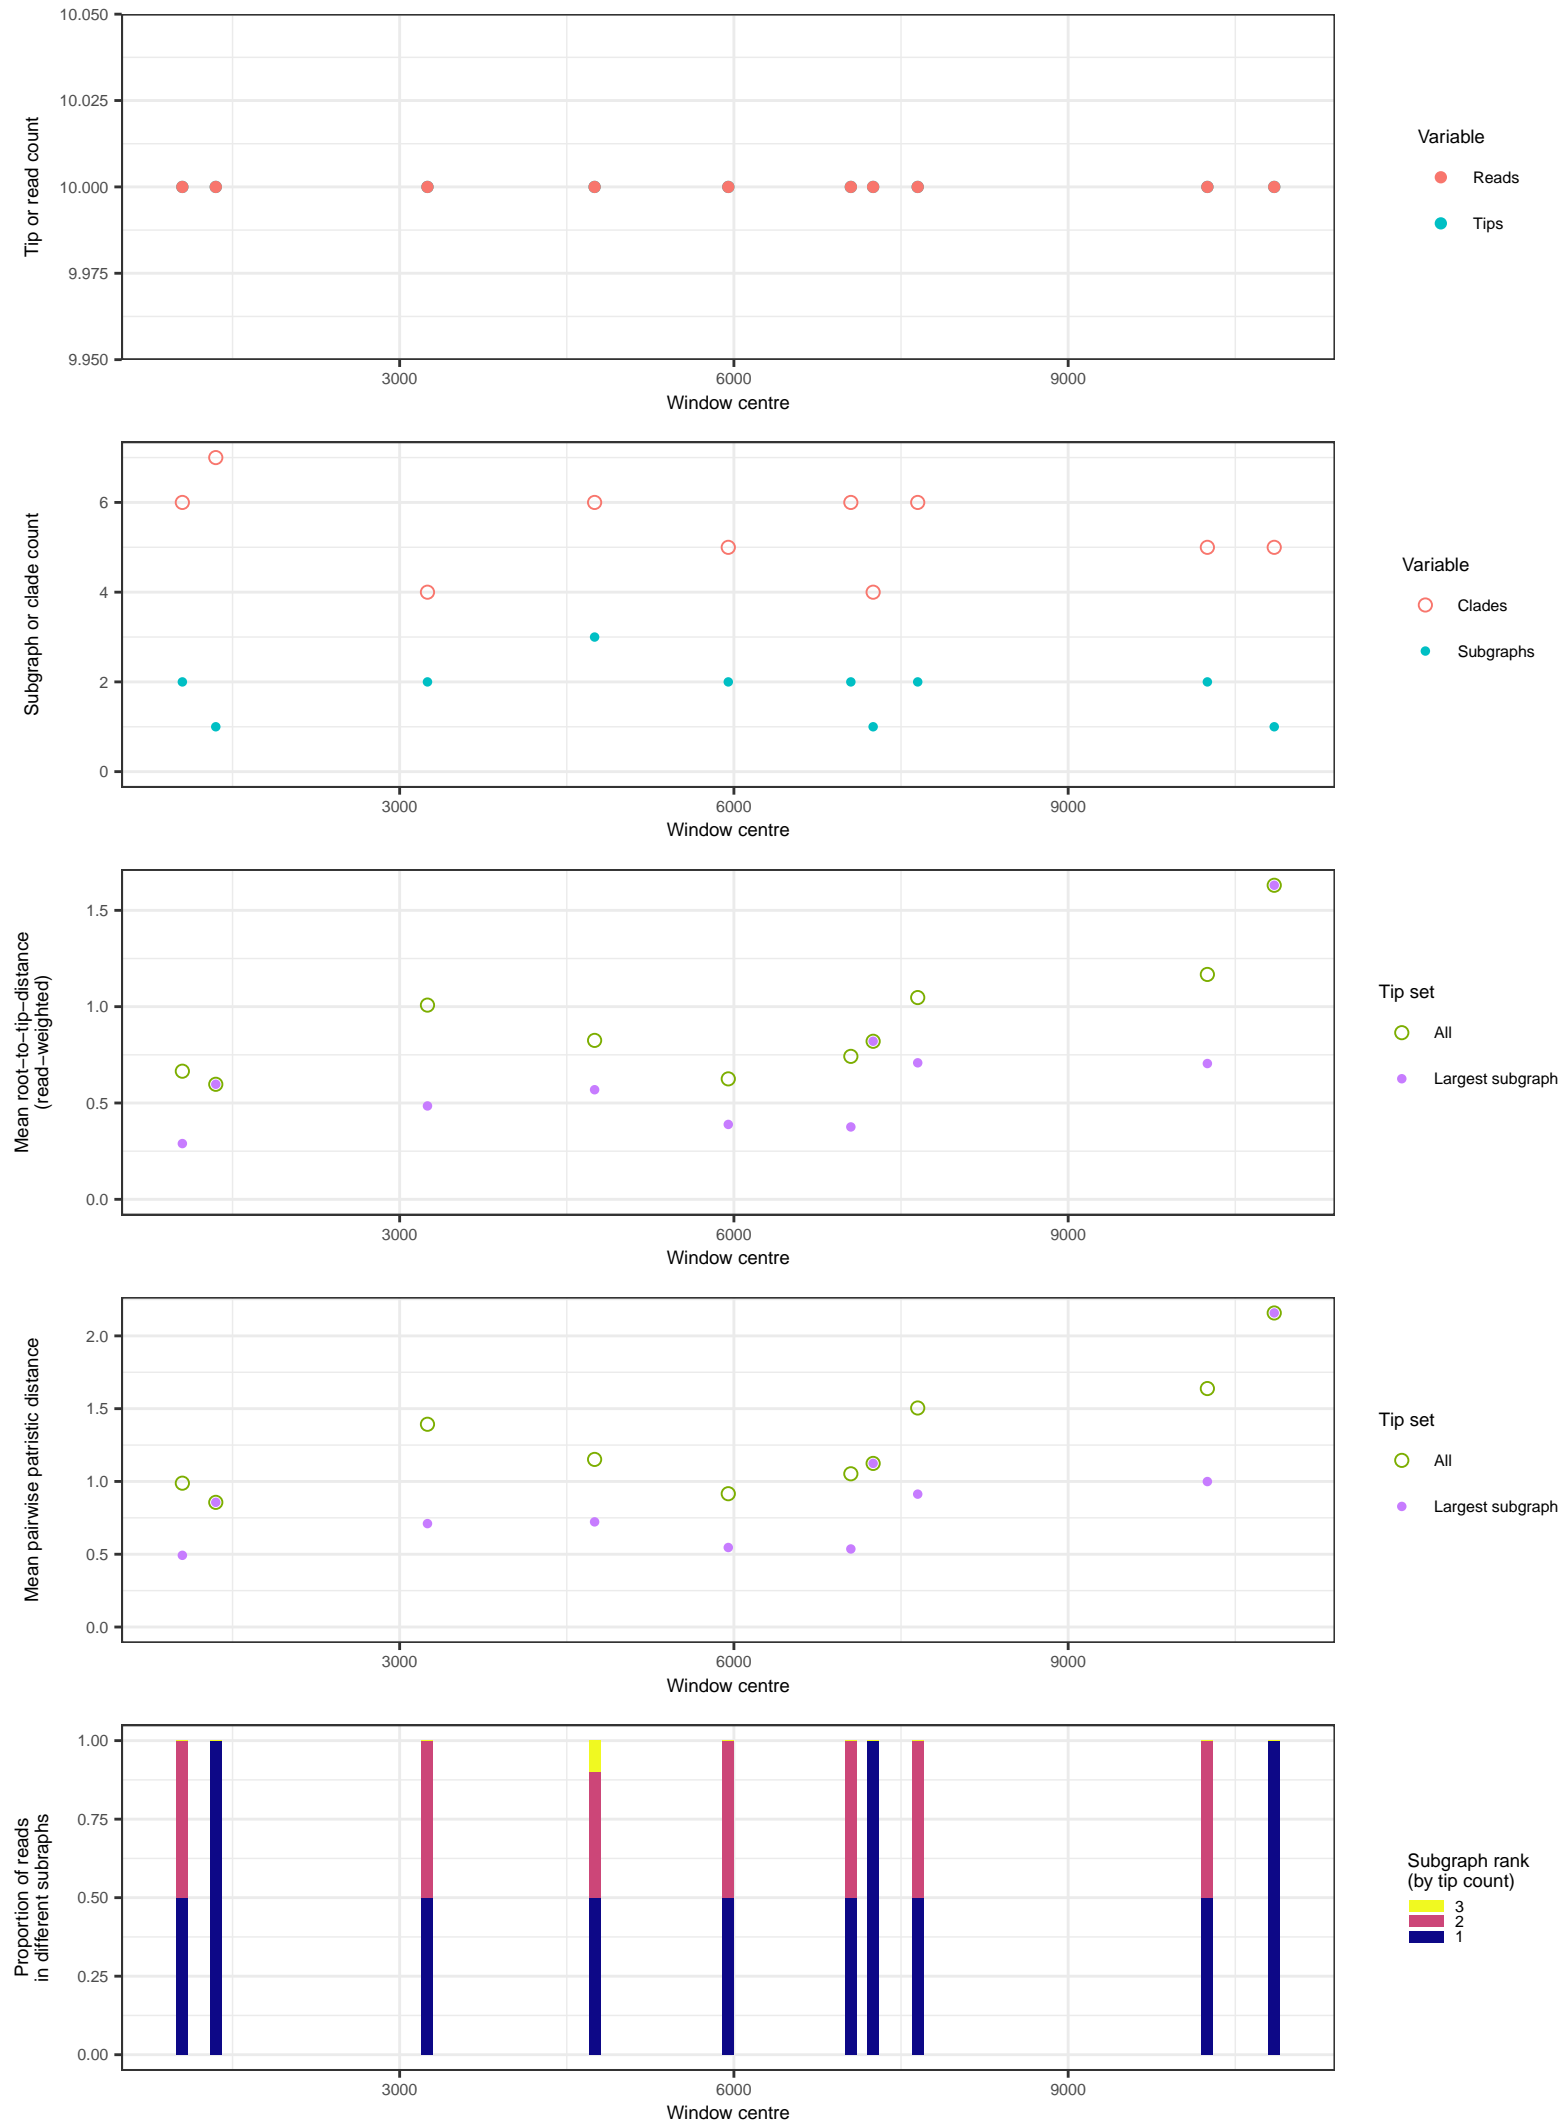 10.050
10.025
10.000
9.975
9.950
Tip or read count
3000
6000
9000
Window centre
Variable
Reads
Tips
6
4
2
0
Subgraph or clade count
3000
6000
9000
Window centre
Variable
Clades
Subgraphs
1.5
1.0
0.5
0.0
Mean root−to−tip−distance
(read−weighted)
3000
6000
9000
Window centre
Tip set
All
Largest subgraph
2.0
1.5
1.0
0.5
0.0
Mean pairwise patristic distance
3000
6000
9000
Window centre
Tip set
All
Largest subgraph
1.00
0.75
0.50
0.25
0.00
Proportion of reads
in different subraphs
3000
6000
9000
Window centre
Subgraph rank
(by tip count)
3
2
1